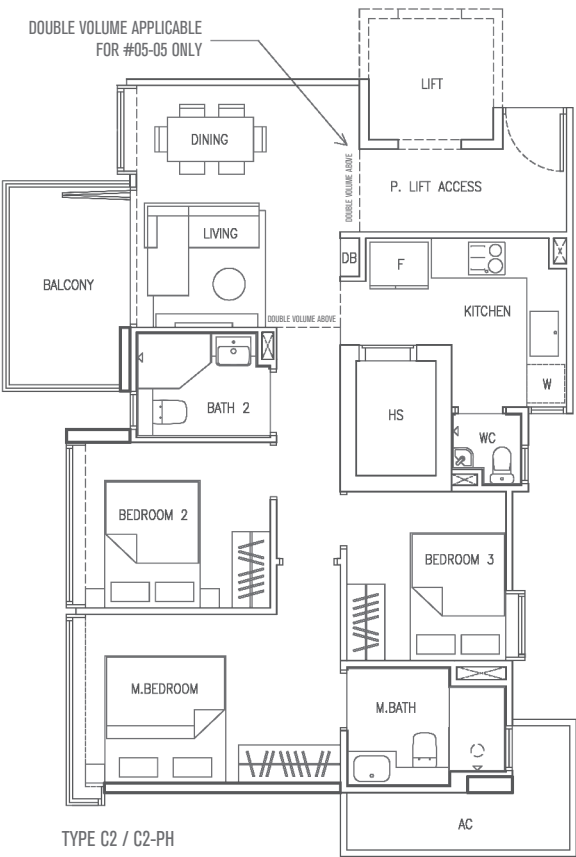 DOUBLE VOLUME APPLICABLE
FOR #05-05 ONLY
LIFT
DINING
DOUBLE VOLUME ABOVE
P. LIFT ACCESS
LIVING
DB
F
BALCONY
KITCHEN
DOUBLE VOLUME ABOVE
W
BATH 2
HS
WC
BEDROOM 2
BEDROOM 3
M.BEDROOM
M.BATH
AC
TYPE C2 / C2-PH